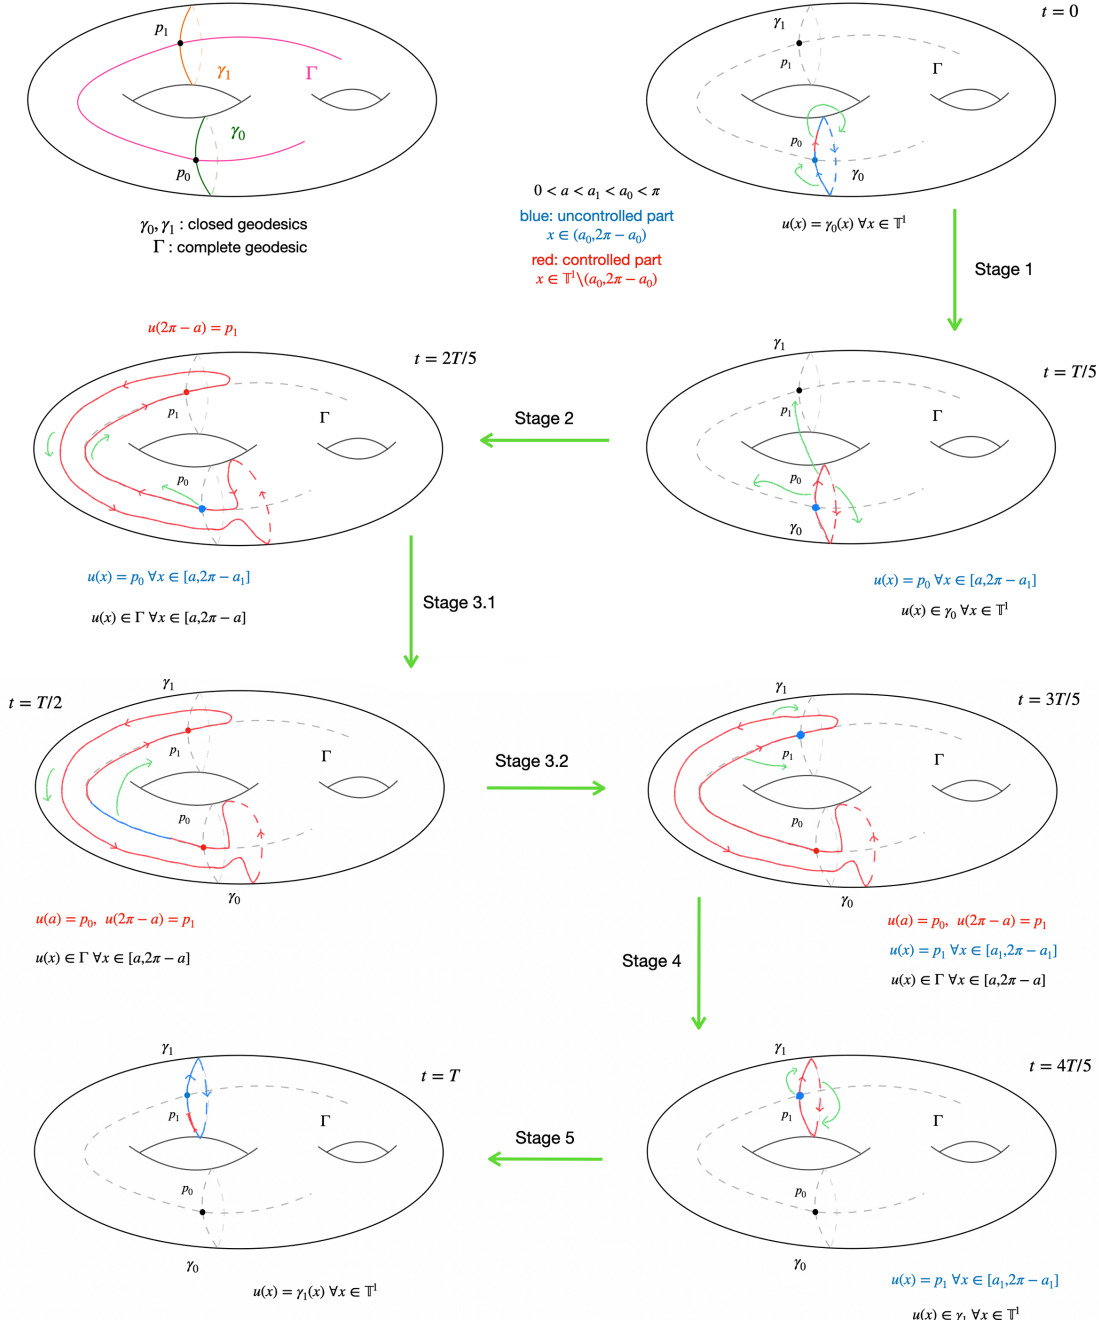 p₁
γ₁
Γ
γ₀
p₀
γ₀, γ₁ : closed geodesics
Γ : complete geodesic
t = 0
γ₁
p₁
Γ
p₀
γ₀
0 < a < a₁ < a₀ < π
blue: uncontrolled part
x ∈ (a₀,2π − a₀)
red: controlled part
x ∈ 𝕋¹\(a₀,2π − a₀)
u(x) = γ₀(x) ∀x ∈ 𝕋¹
Stage 1
u(2π − a) = p₁
t = 2T/5
p₁
Γ
p₀
Stage 2
γ₁
t = T/5
p₁
Γ
p₀
γ₀
u(x) = p₀ ∀x ∈ [a,2π − a₁]
u(x) ∈ Γ ∀x ∈ [a,2π − a]
u(x) = p₀ ∀x ∈ [a,2π − a₁]
u(x) ∈ γ₀ ∀x ∈ 𝕋¹
Stage 3.1
t = T/2
γ₁
p₁
Γ
p₀
γ₀
Stage 3.2
γ₁
t = 3T/5
p₁
Γ
p₀
γ₀
u(a) = p₀, u(2π − a) = p₁
u(x) ∈ Γ ∀x ∈ [a,2π − a]
u(a) = p₀, u(2π − a) = p₁
u(x) = p₁ ∀x ∈ [a₁,2π − a₁]
u(x) ∈ Γ ∀x ∈ [a,2π − a]
Stage 4
γ₁
t = T
p₁
Γ
p₀
γ₀
u(x) = γ₁(x) ∀x ∈ 𝕋¹
Stage 5
γ₁
t = 4T/5
p₁
Γ
p₀
γ₀
u(x) = p₁ ∀x ∈ [a₁,2π − a₁]
u(x) ∈ γ₁ ∀x ∈ 𝕋¹